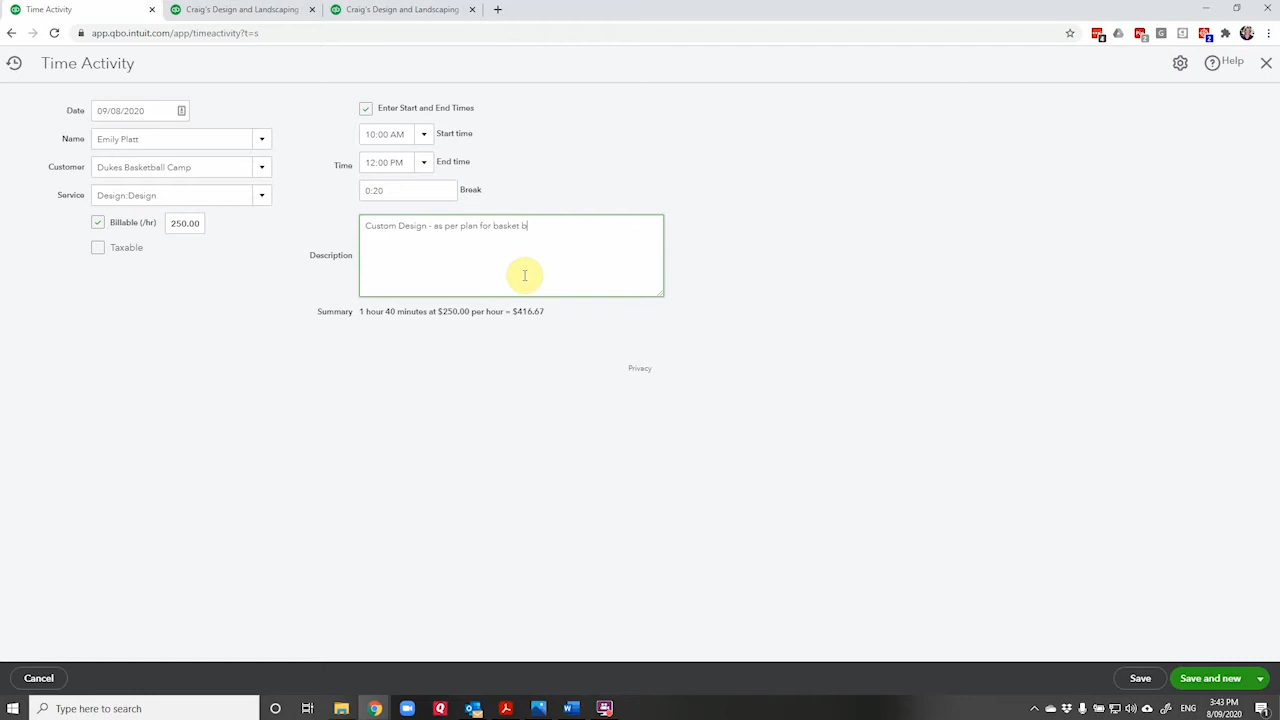 Time Activity
Craig's Design and Landscaping
Craig's Design and Landscaping
app.qbo.intuit.com/app/timeactivity?t=s
Time Activity
Help
Date 09/08/2020
Enter Start and End Times
10:00 AM Start time
Name Emily Platt
Time 12:00 PM End time
Customer Dukes Basketball Camp
0:20 Break
Service Design:Design
Billable (/hr) 250.00
Taxable
Description Custom Design - as per plan for basket b
Summary 1 hour 40 minutes at $250.00 per hour = $416.67
Privacy
Cancel
Save
Save and new
Type here to search
ENG
3:43 PM
8/09/2020